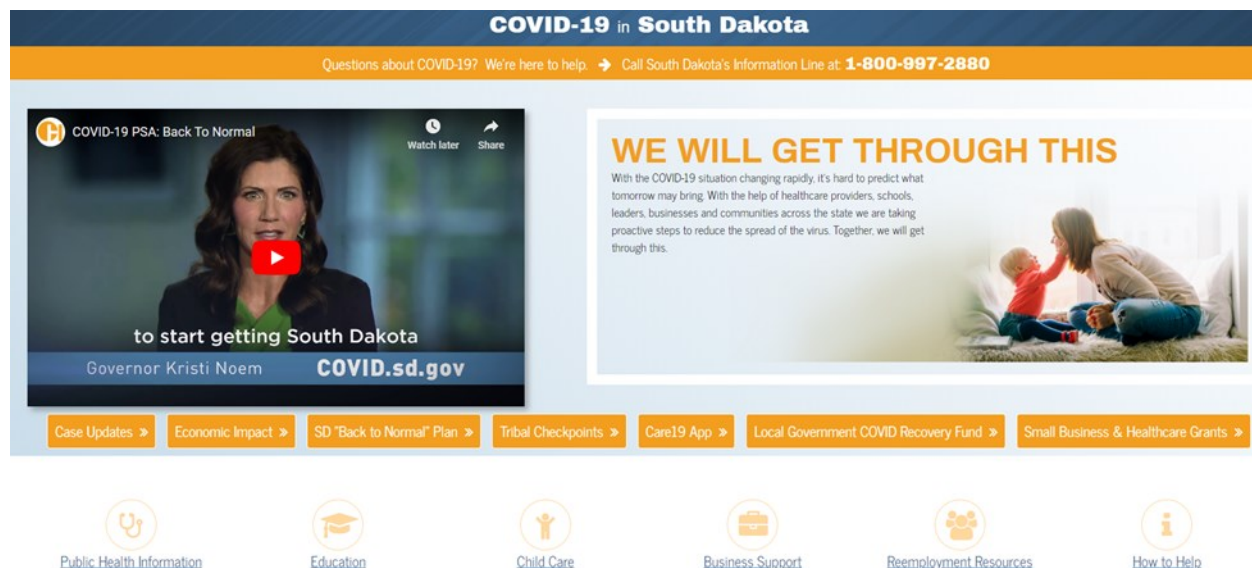 COVID-19 in South Dakota
Questions about COVID-19? We're here to help. → Call South Dakota's Information Line at: 1-800-997-2880
COVID-19 PSA: Back To Normal
Watch later
Share
to start getting South Dakota
Governor Kristi Noem COVID.sd.gov
WE WILL GET THROUGH THIS
With the COVID-19 situation changing rapidly, it's hard to predict what
tomorrow may bring. With the help of healthcare providers, schools,
leaders, businesses and communities across the state we are taking
proactive steps to reduce the spread of the virus. Together, we will get
through this.
Case Updates » Economic Impact » SD "Back to Normal" Plan » Tribal Checkpoints » Care19 App » Local Government COVID Recovery Fund » Small Business & Healthcare Grants »
Public Health Information Education Child Care Business Support Reemployment Resources How to Help